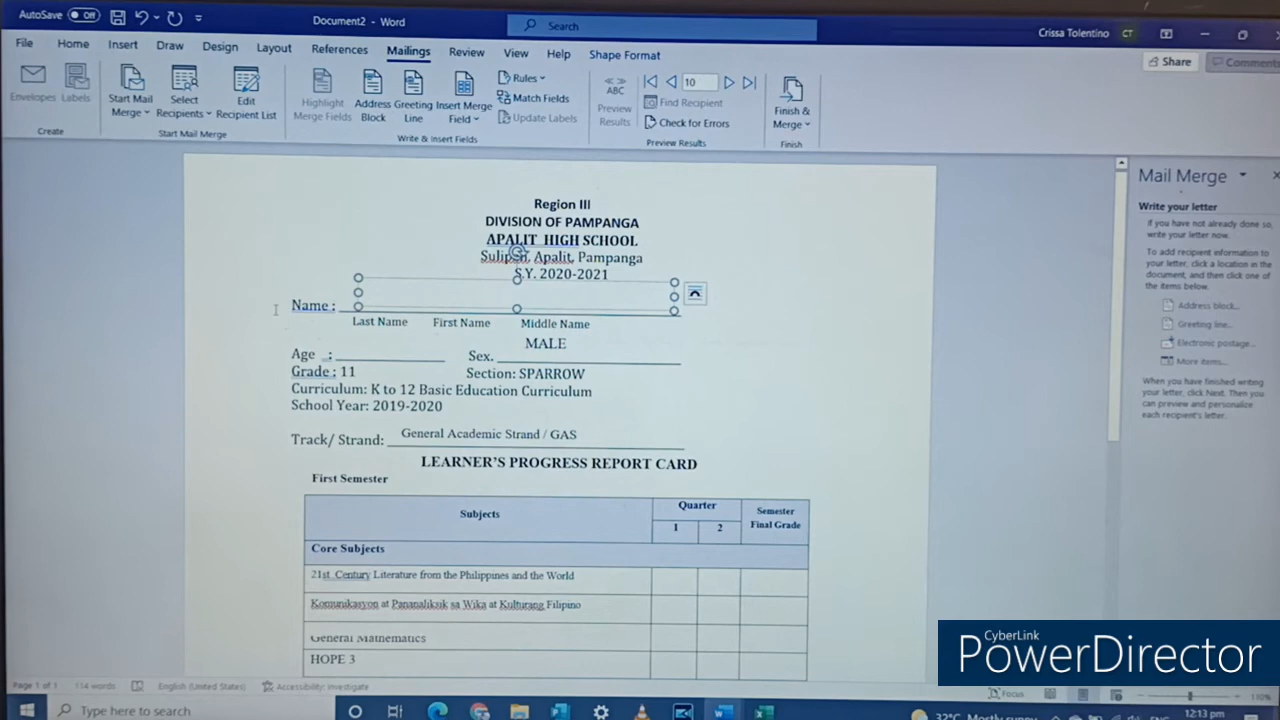 AutoSave Off
Document2 - Word
Search
Crissa Tolentino CT
File Home Insert Draw Design Layout References Mailings Review View Help Shape Format
Share Comments
Envelopes Labels
Create
Start Mail Merge
Select Recipients
Edit Recipient List
Start Mail Merge
Highlight Merge Fields
Address Block
Greeting Line
Insert Merge Field
Rules
Match Fields
Update Labels
Write & Insert Fields
ABC
Preview Results
10
Find Recipient
Check for Errors
Preview Results
Finish & Merge
Finish
Region III
DIVISION OF PAMPANGA
APALIT HIGH SCHOOL
Sulipan, Apalit, Pampanga
S.Y. 2020-2021
Name :
Last Name First Name Middle Name
MALE
Age : Sex.
Grade : 11 Section: SPARROW
Curriculum: K to 12 Basic Education Curriculum
School Year: 2019-2020
Track/ Strand: General Academic Strand / GAS
LEARNER'S PROGRESS REPORT CARD
First Semester
Subjects
Quarter
1 2
Semester
Final Grade
Core Subjects
21st Century Literature from the Philippines and the World
Komunikasyon at Pananaliksik sa Wika at Kulturang Filipino
General Mathematics
HOPE 3
Mail Merge
Write your letter
If you have not already done so,
write your letter now.
To add recipient information to
your letter, click a location in the
document, and then click one of
the items below.
Address block...
Greeting line...
Electronic postage...
More items...
When you have finished writing
your letter, click Next. Then you
can preview and personalize
each recipient's letter.
CyberLink
PowerDirector
Page 1 of 1 114 words English (United States) Accessibility: Investigate
Focus
Type here to search
32°C Mostly sunny
12:13 pm